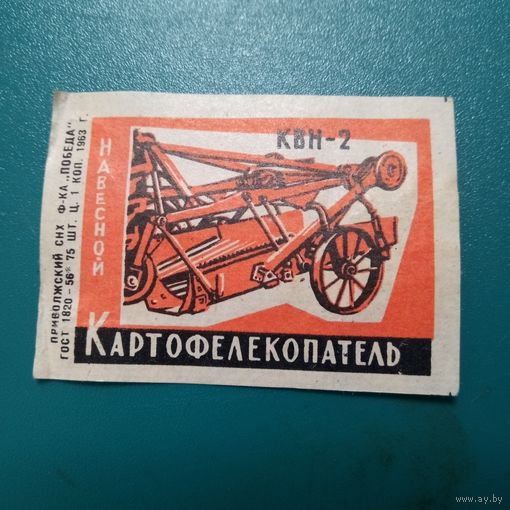 ПРИВОЛЖСКИЙ СНХ Ф-КА „ПОБЕДА"
ГОСТ 1820-56* 75 ШТ. Ц. 1 КОП. 1963 Г.
НАВЕСНОЙ
КВН-2
КАРТОФЕЛЕКОПАТЕЛЬ
www.ay.by